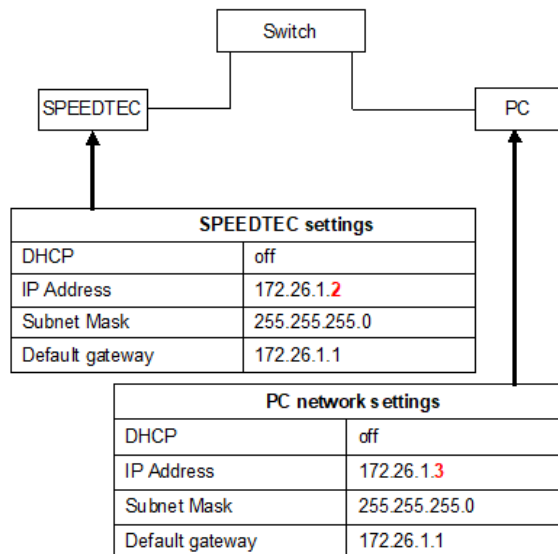 Switch
SPEEDTEC
PC
SPEEDTEC settings
DHCP off
IP Address 172.26.1.2
Subnet Mask 255.255.255.0
Default gateway 172.26.1.1
PC network settings
DHCP off
IP Address 172.26.1.3
Subnet Mask 255.255.255.0
Default gateway 172.26.1.1